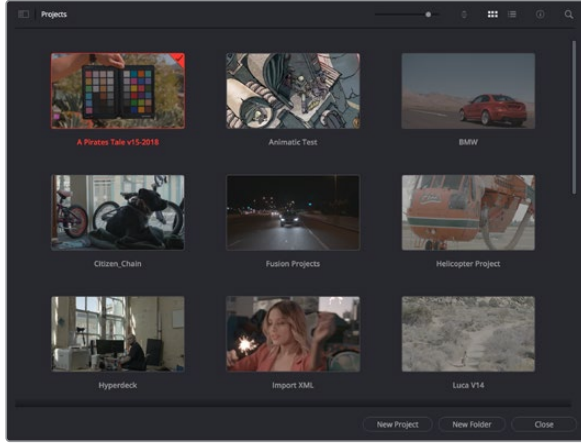 Projects
A Pirates Tale v15-2018
Animatic Test
BMW
Citizen_Chain
Fusion Projects
Helicopter Project
Hyperdeck
Import XML
Luca V14
New Project
New Folder
Close